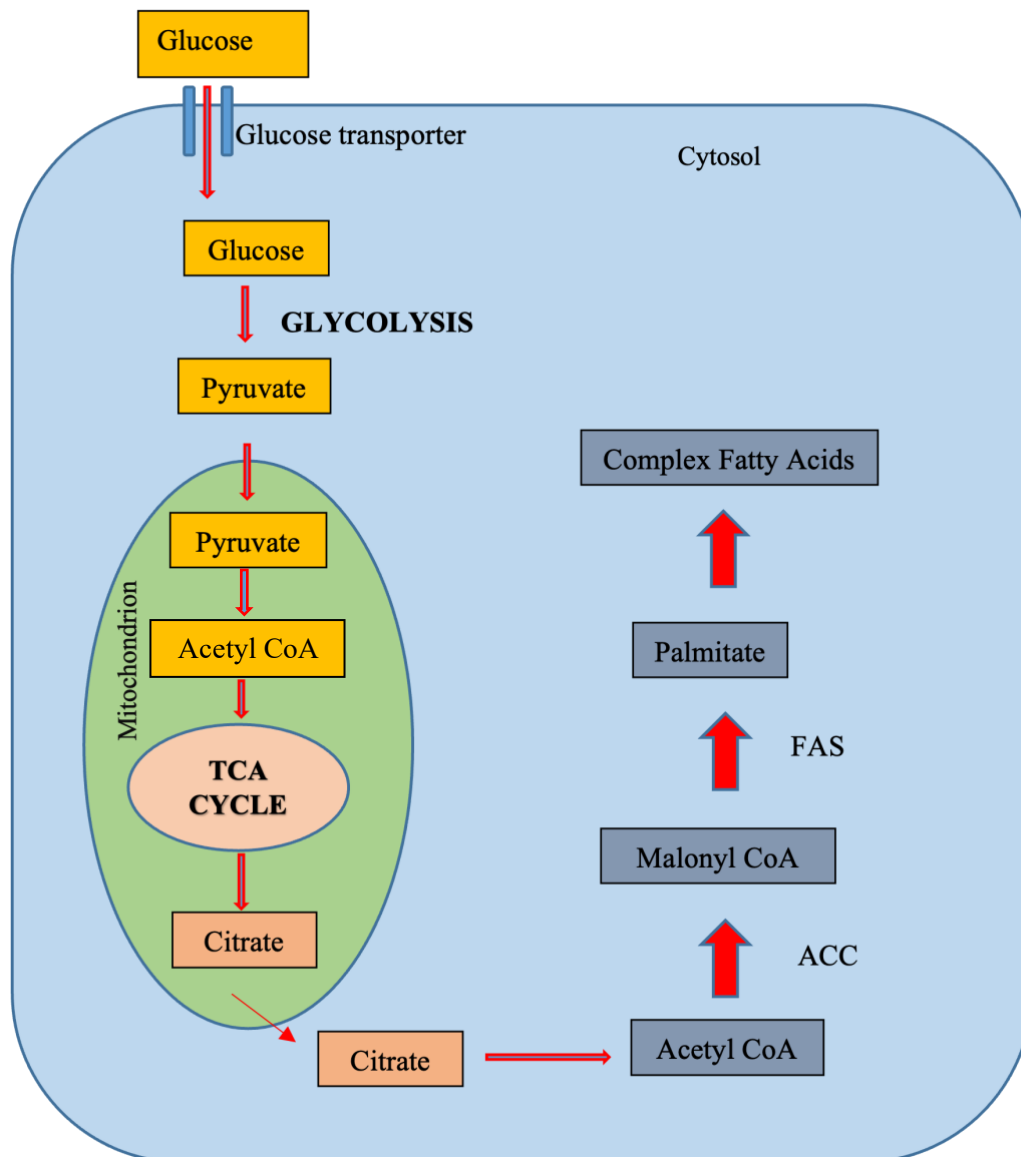 Glucose
Glucose transporter
Cytosol
Glucose
GLYCOLYSIS
Pyruvate
Pyruvate
Acetyl CoA
Mitochondrion
TCA
CYCLE
Citrate
Citrate
Acetyl CoA
ACC
Malonyl CoA
FAS
Palmitate
Complex Fatty Acids